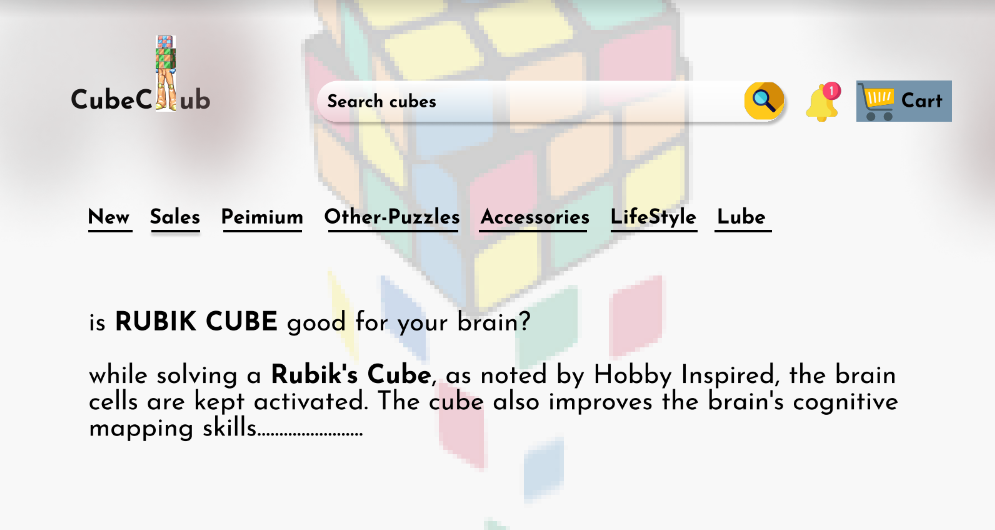 CubeClub
Search cubes
1
Cart
New Sales Peimium Other-Puzzles Accessories LifeStyle Lube
is RUBIK CUBE good for your brain?
while solving a Rubik's Cube, as noted by Hobby Inspired, the brain
cells are kept activated. The cube also improves the brain's cognitive
mapping skills........................